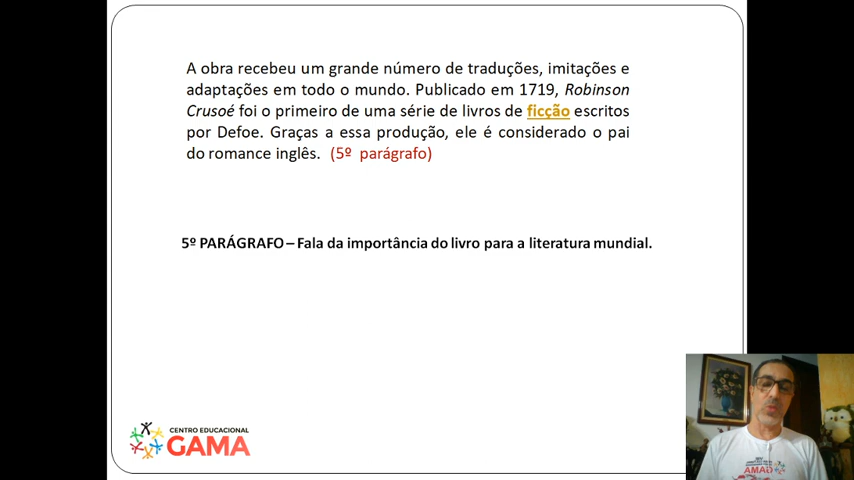 A obra recebeu um grande número de traduções, imitações e
adaptações em todo o mundo. Publicado em 1719, Robinson
Crusoé foi o primeiro de uma série de livros de ficção escritos
por Defoe. Graças a essa produção, ele é considerado o pai
do romance inglês. (5º parágrafo)
5º PARÁGRAFO – Fala da importância do livro para a literatura mundial.
CENTRO EDUCACIONAL
GAMA